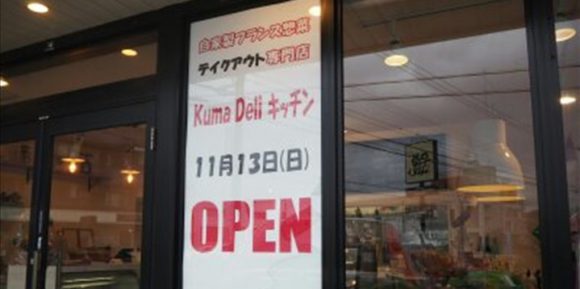 自家製フランス惣菜
テイクアウト専門店
Kuma Deli キッチン
11月13日(日)
OPEN